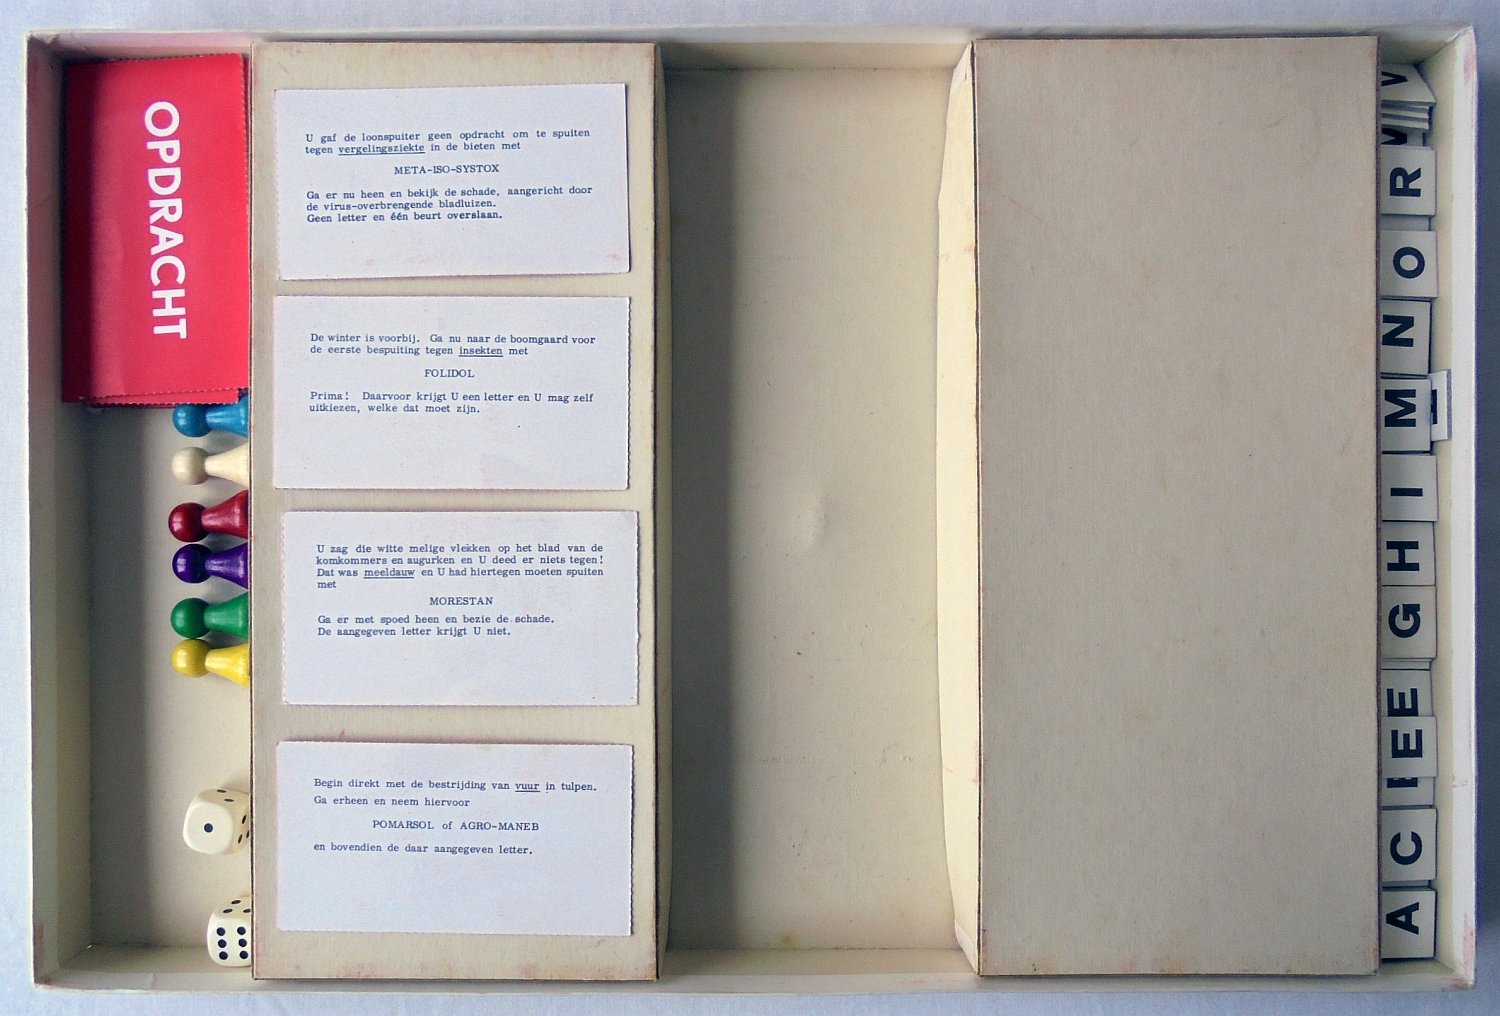 OPDRACHT
U gaf de loonspuiter geen opdracht om te spuiten
tegen vergelingsziekte in de bieten met
META-ISO-SYSTOX
Ga er nu heen en bekijk de schade, aangericht door
de virus-overbrengende bladluizen.
Geen letter en één beurt overslaan.
De winter is voorbij. Ga nu naar de boomgaard voor
de eerste bespuiting tegen insekten met
FOLIDOL
Prima! Daarvoor krijgt U een letter en U mag zelf
uitkiezen, welke dat moet zijn.
U zag die witte melige vlekken op het blad van de
komkommers en augurken en U deed er niets tegen!
Dat was meeldauw en U had hiertegen moeten spuiten
met
MORESTAN
Ga er met spoed heen en bezie de schade.
De aangegeven letter krijgt U niet.
Begin direkt met de bestrijding van vuur in tulpen.
Ga erheen en neem hiervoor
POMARSOL of AGRO-MANEB
en bovendien de daar aangegeven letter.
V
R
O
N
M
I
H
G
E
E
C
A